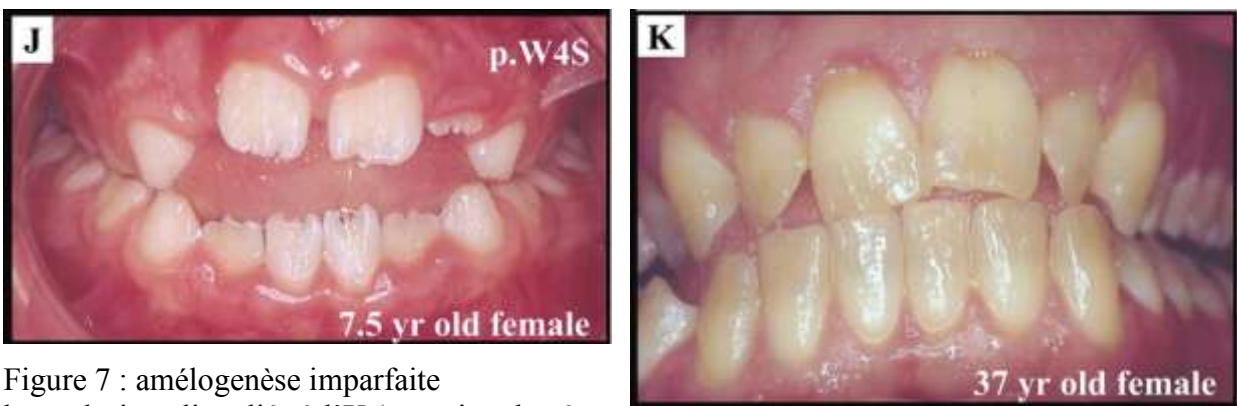 J
p.W4S
7.5 yr old female
K
37 yr old female
Figure 7 : amélogenèse imparfaite